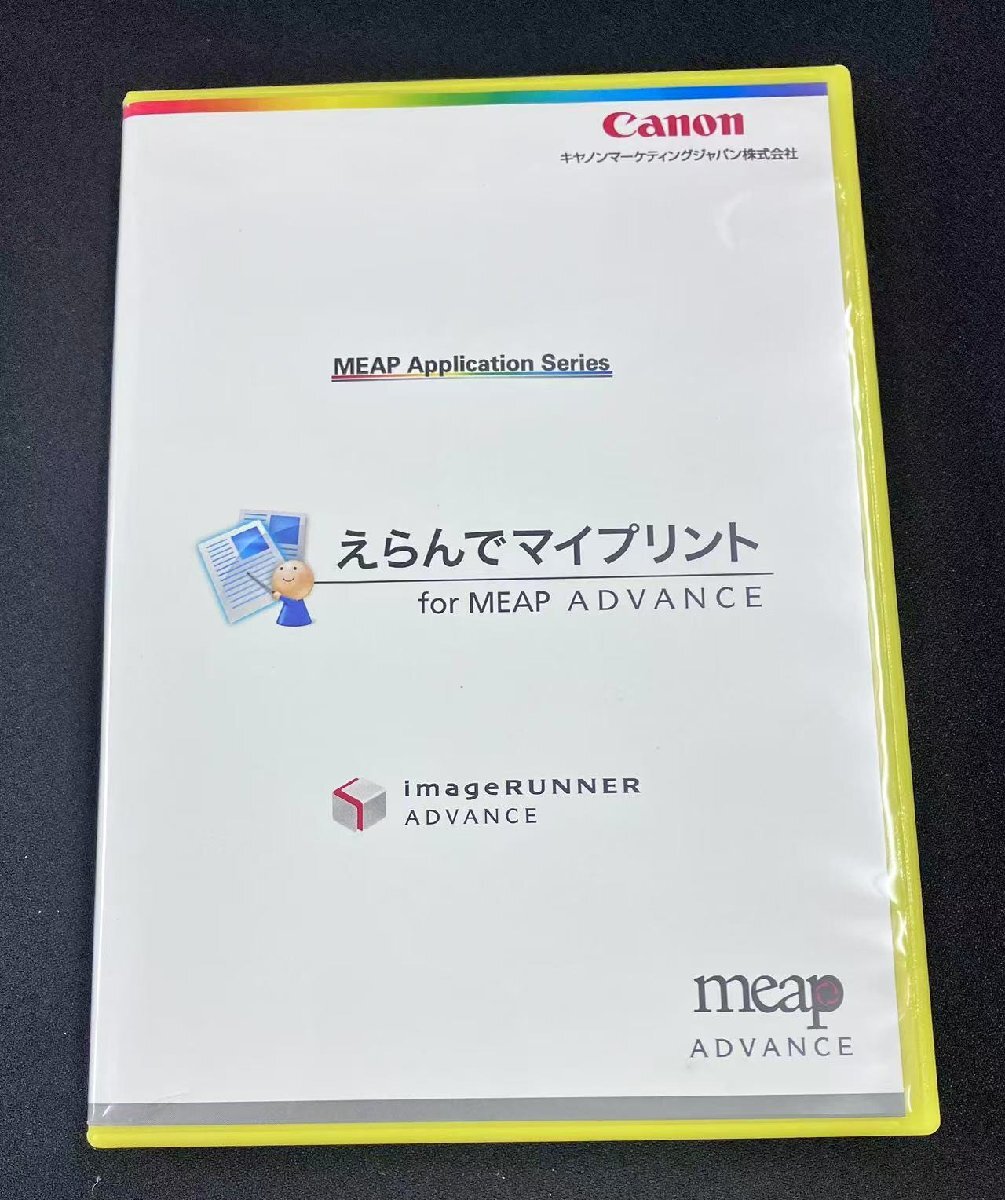 Canon
キヤノンマーケティングジャパン株式会社
MEAP Application Series
えらんでマイプリント
for MEAP ADVANCE
imageRUNNER
ADVANCE
meap
ADVANCE